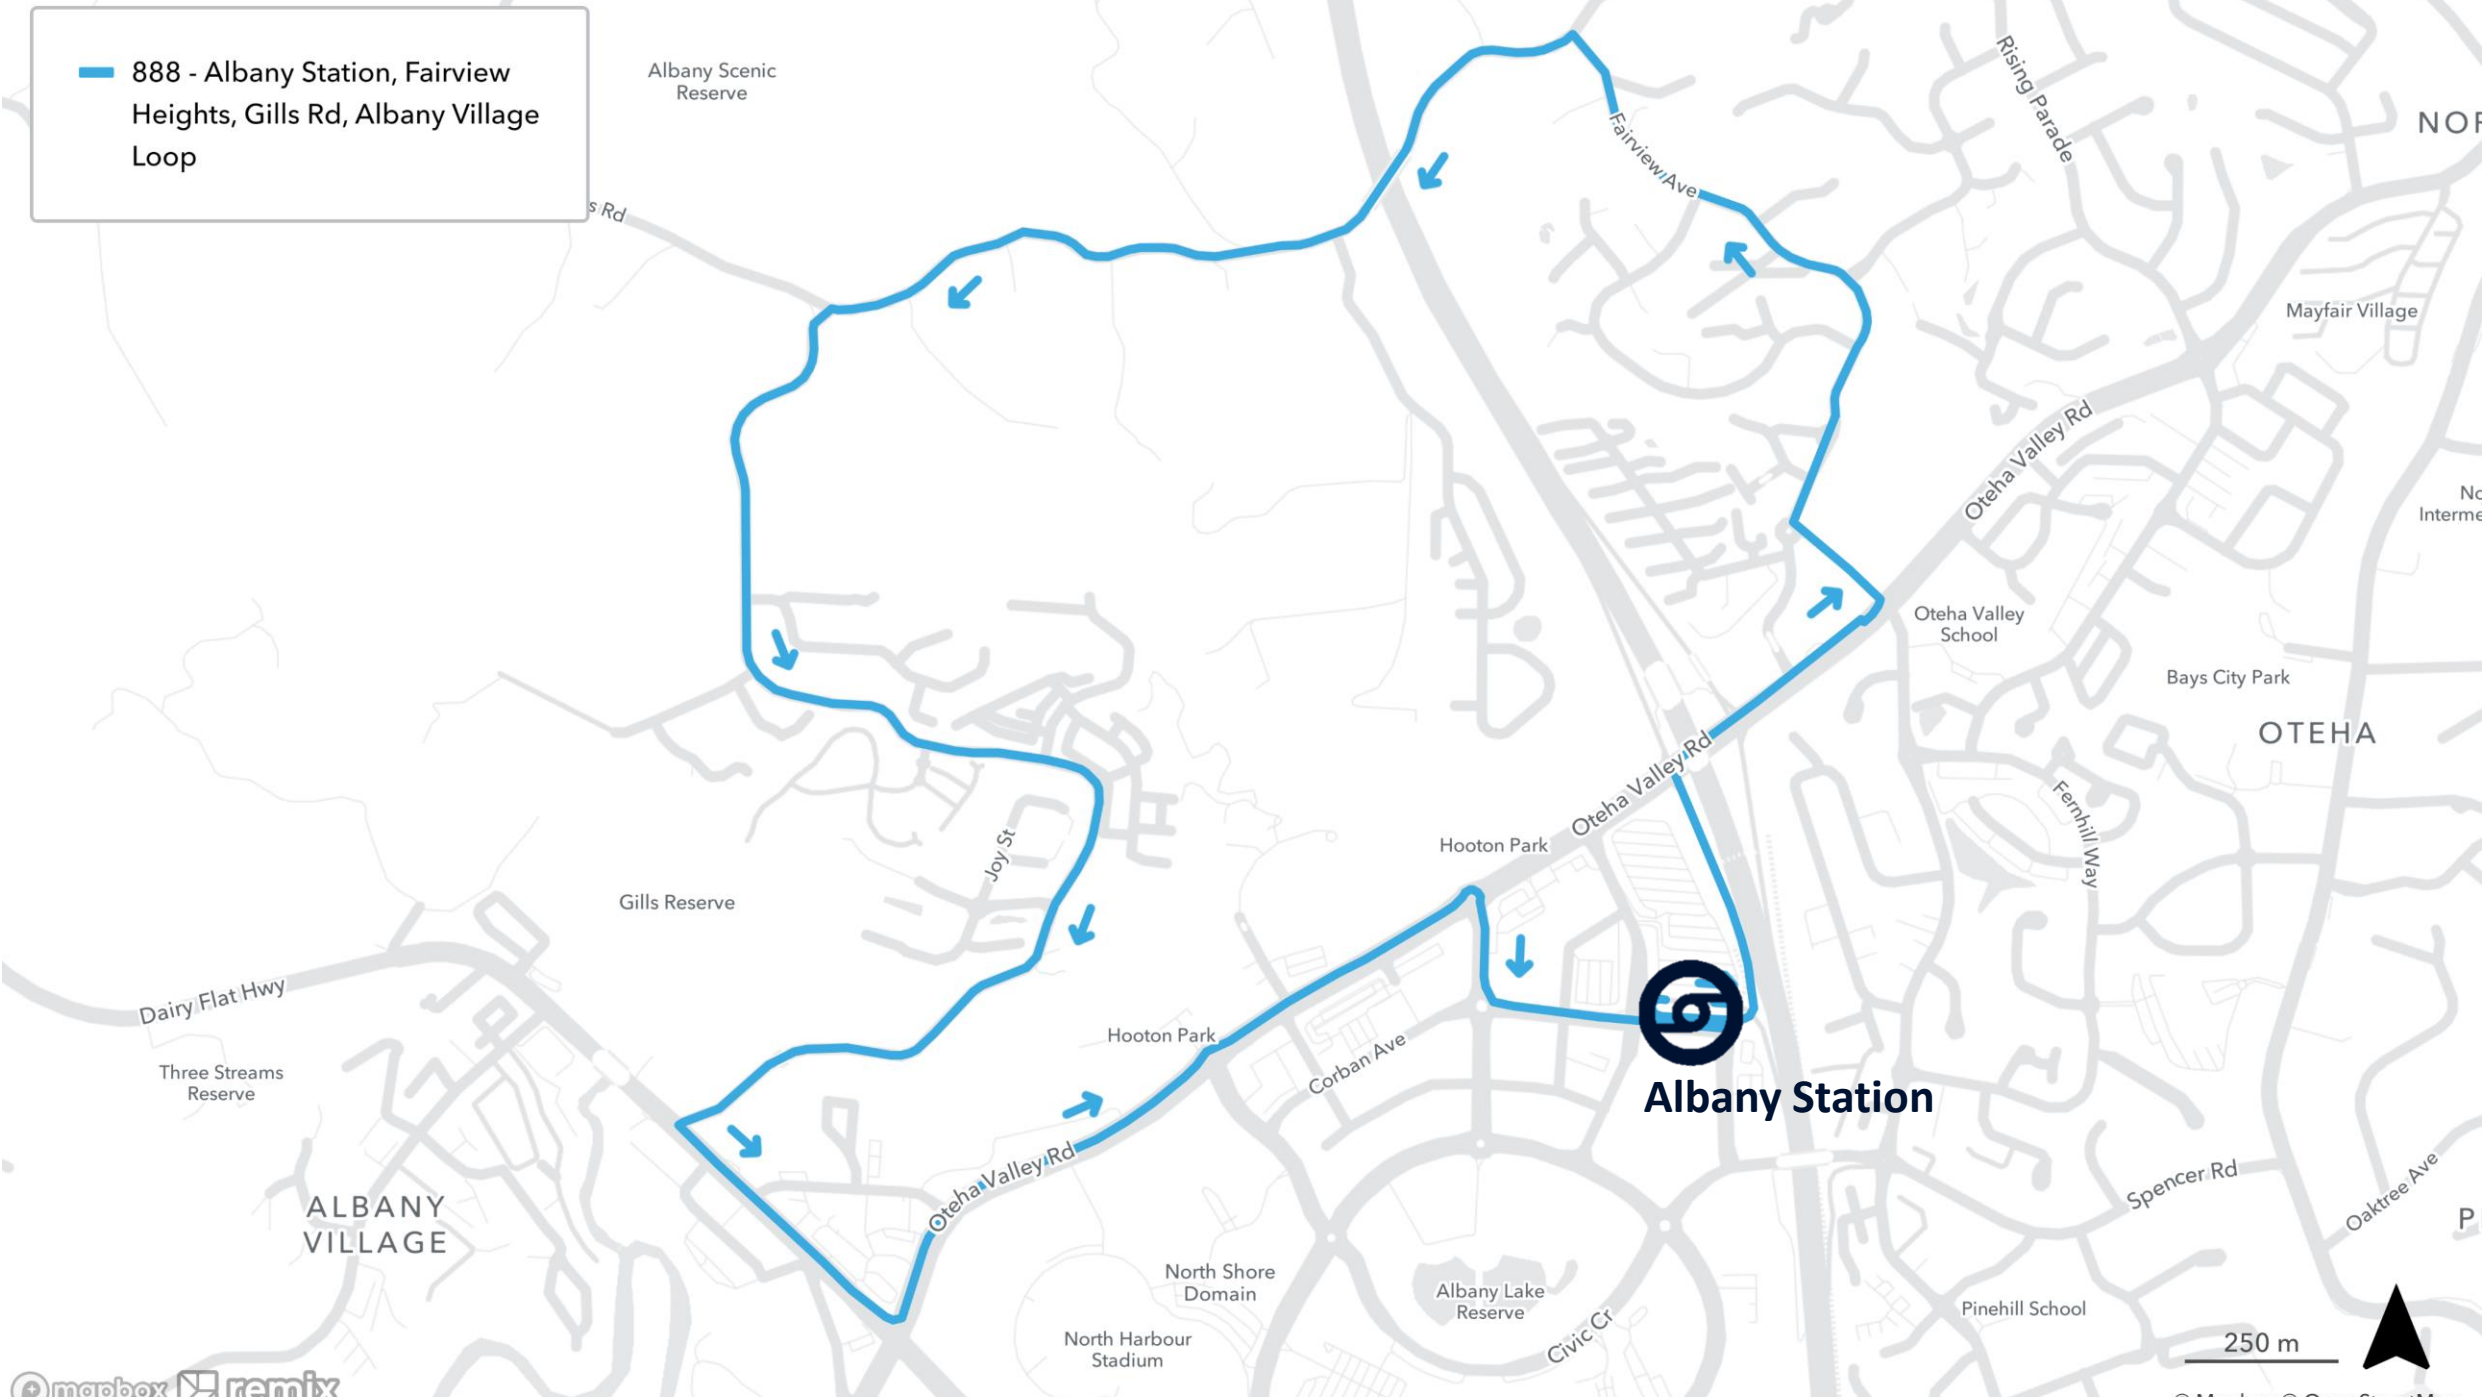 888 - Albany Station, Fairview
Heights, Gills Rd, Albany Village
Loop
Albany Scenic
Reserve
s Rd
Fairview Ave
Rising Parade
NOR
Mayfair Village
Oteha Valley Rd
No
Interme
Oteha Valley
School
Bays City Park
OTEHA
Oteha Valley Rd
Fernhill Way
Hooton Park
Joy St
Gills Reserve
Dairy Flat Hwy
Three Streams
Reserve
Hooton Park
Corban Ave
Albany Station
Oteha Valley Rd
ALBANY
VILLAGE
Spencer Rd
Oaktree Ave
P
North Shore
Domain
Albany Lake
Reserve
Civic Cr
Pinehill School
North Harbour
Stadium
250 m
mapbox remix